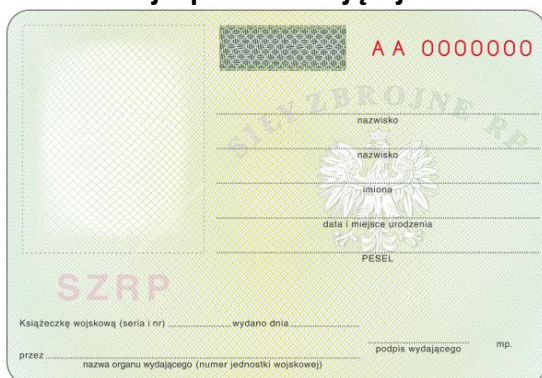 AA 0000000
SIŁY ZBROJNE RP
nazwisko
nazwisko
imiona
data i miejsce urodzenia
PESEL
SZRP
Książeczkę wojskową (seria i nr) ........ wydano dnia ........
podpis wydającego mp.
przez ........
nazwa organu wydającego (numer jednostki wojskowej)